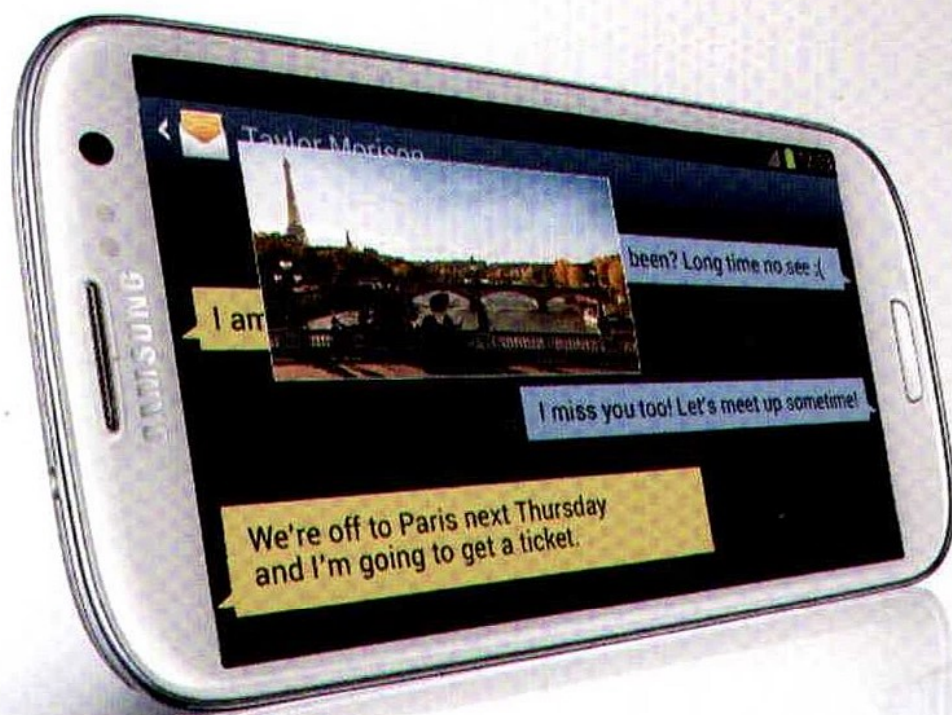 SAMSUNG
Taylor Morison
been? Long time no see :(
I am
I miss you too! Let's meet up sometime!
We're off to Paris next Thursday
and I'm going to get a ticket.